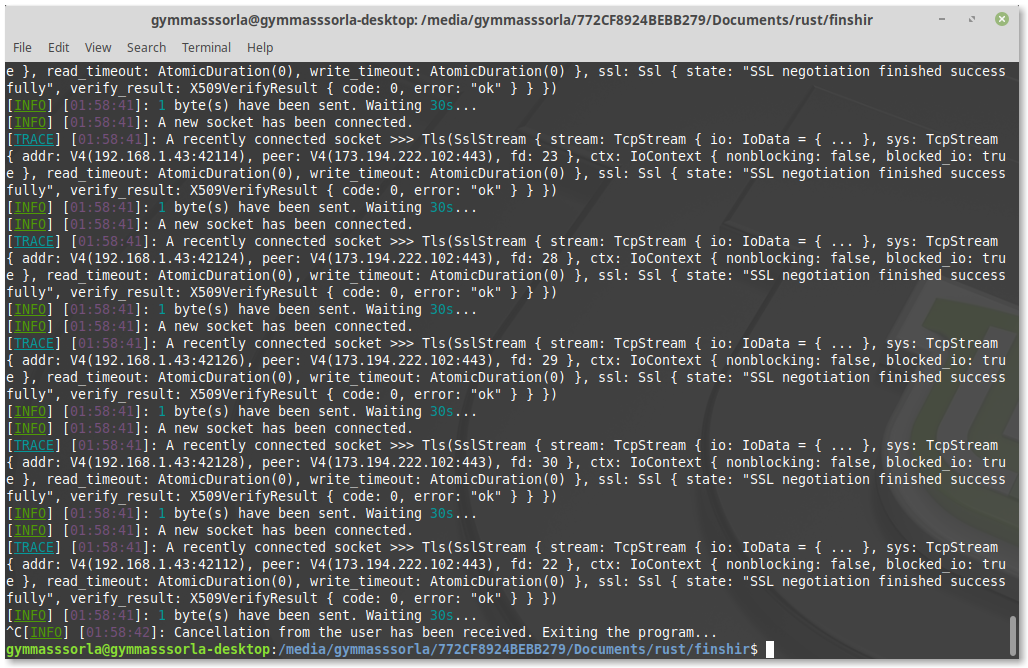 gymmasssorla@gymmasssorla-desktop: /media/gymmasssorla/772CF8924BEBB279/Documents/rust/finshir
File Edit View Search Terminal Help
e }, read_timeout: AtomicDuration(0), write_timeout: AtomicDuration(0) }, ssl: Ssl { state: "SSL negotiation finished success
fully", verify_result: X509VerifyResult { code: 0, error: "ok" } } })
[INFO] [01:58:41]: 1 byte(s) have been sent. Waiting 30s...
[INFO] [01:58:41]: A new socket has been connected.
[TRACE] [01:58:41]: A recently connected socket >>> Tls(SslStream { stream: TcpStream { io: IoData = { ... }, sys: TcpStream
{ addr: V4(192.168.1.43:42114), peer: V4(173.194.222.102:443), fd: 23 }, ctx: IoContext { nonblocking: false, blocked_io: tru
e }, read_timeout: AtomicDuration(0), write_timeout: AtomicDuration(0) }, ssl: Ssl { state: "SSL negotiation finished success
fully", verify_result: X509VerifyResult { code: 0, error: "ok" } } })
[INFO] [01:58:41]: 1 byte(s) have been sent. Waiting 30s...
[INFO] [01:58:41]: A new socket has been connected.
[TRACE] [01:58:41]: A recently connected socket >>> Tls(SslStream { stream: TcpStream { io: IoData = { ... }, sys: TcpStream
{ addr: V4(192.168.1.43:42124), peer: V4(173.194.222.102:443), fd: 28 }, ctx: IoContext { nonblocking: false, blocked_io: tru
e }, read_timeout: AtomicDuration(0), write_timeout: AtomicDuration(0) }, ssl: Ssl { state: "SSL negotiation finished success
fully", verify_result: X509VerifyResult { code: 0, error: "ok" } } })
[INFO] [01:58:41]: 1 byte(s) have been sent. Waiting 30s...
[INFO] [01:58:41]: A new socket has been connected.
[TRACE] [01:58:41]: A recently connected socket >>> Tls(SslStream { stream: TcpStream { io: IoData = { ... }, sys: TcpStream
{ addr: V4(192.168.1.43:42126), peer: V4(173.194.222.102:443), fd: 29 }, ctx: IoContext { nonblocking: false, blocked_io: tru
e }, read_timeout: AtomicDuration(0), write_timeout: AtomicDuration(0) }, ssl: Ssl { state: "SSL negotiation finished success
fully", verify_result: X509VerifyResult { code: 0, error: "ok" } } })
[INFO] [01:58:41]: 1 byte(s) have been sent. Waiting 30s...
[INFO] [01:58:41]: A new socket has been connected.
[TRACE] [01:58:41]: A recently connected socket >>> Tls(SslStream { stream: TcpStream { io: IoData = { ... }, sys: TcpStream
{ addr: V4(192.168.1.43:42128), peer: V4(173.194.222.102:443), fd: 30 }, ctx: IoContext { nonblocking: false, blocked_io: tru
e }, read_timeout: AtomicDuration(0), write_timeout: AtomicDuration(0) }, ssl: Ssl { state: "SSL negotiation finished success
fully", verify_result: X509VerifyResult { code: 0, error: "ok" } } })
[INFO] [01:58:41]: 1 byte(s) have been sent. Waiting 30s...
[INFO] [01:58:41]: A new socket has been connected.
[TRACE] [01:58:41]: A recently connected socket >>> Tls(SslStream { stream: TcpStream { io: IoData = { ... }, sys: TcpStream
{ addr: V4(192.168.1.43:42112), peer: V4(173.194.222.102:443), fd: 22 }, ctx: IoContext { nonblocking: false, blocked_io: tru
e }, read_timeout: AtomicDuration(0), write_timeout: AtomicDuration(0) }, ssl: Ssl { state: "SSL negotiation finished success
fully", verify_result: X509VerifyResult { code: 0, error: "ok" } } })
[INFO] [01:58:41]: 1 byte(s) have been sent. Waiting 30s...
^C[INFO] [01:58:42]: Cancellation from the user has been received. Exiting the program...
gymmasssorla@gymmasssorla-desktop:/media/gymmasssorla/772CF8924BEBB279/Documents/rust/finshir$